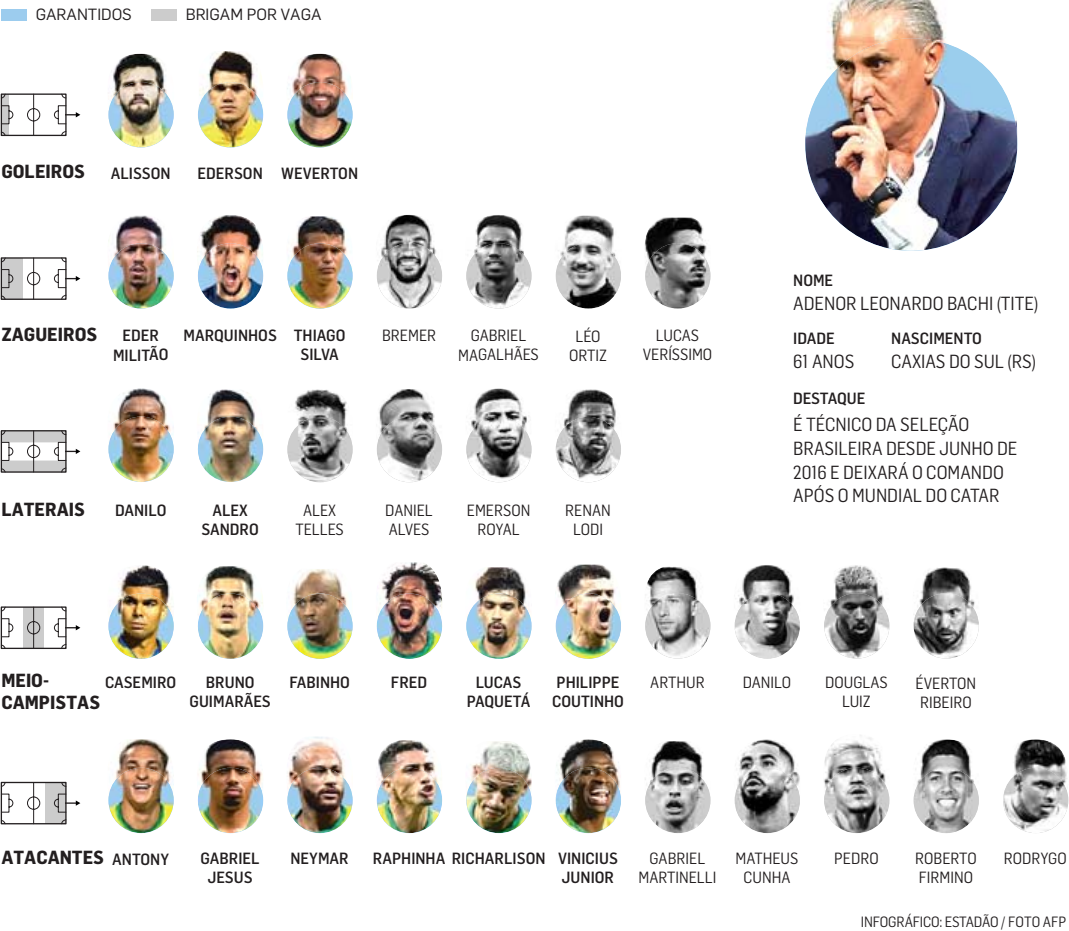 GARANTIDOS BRIGAM POR VAGA
GOLEIROS ALISSON EDERSON WEVERTON
ZAGUEIROS EDER MARQUINHOS THIAGO BREMER GABRIEL LÉO LUCAS
MILITÃO SILVA MAGALHÃES ORTIZ VERÍSSIMO
LATERAIS DANILO ALEX ALEX DANIEL EMERSON RENAN
SANDRO TELLES ALVES ROYAL LODI
MEIO- CASEMIRO BRUNO FABINHO FRED LUCAS PHILIPPE ARTHUR DANILO DOUGLAS ÉVERTON
CAMPISTAS GUIMARÃES PAQUETÁ COUTINHO LUIZ RIBEIRO
ATACANTES ANTONY GABRIEL NEYMAR RAPHINHA RICHARLISON VINICIUS GABRIEL MATHEUS PEDRO ROBERTO RODRYGO
JESUS JUNIOR MARTINELLI CUNHA FIRMINO
NOME
ADENOR LEONARDO BACHI (TITE)
IDADE NASCIMENTO
61 ANOS CAXIAS DO SUL (RS)
DESTAQUE
É TÉCNICO DA SELEÇÃO
BRASILEIRA DESDE JUNHO DE
2016 E DEIXARÁ O COMANDO
APÓS O MUNDIAL DO CATAR
INFOGRÁFICO: ESTADÃO / FOTO AFP